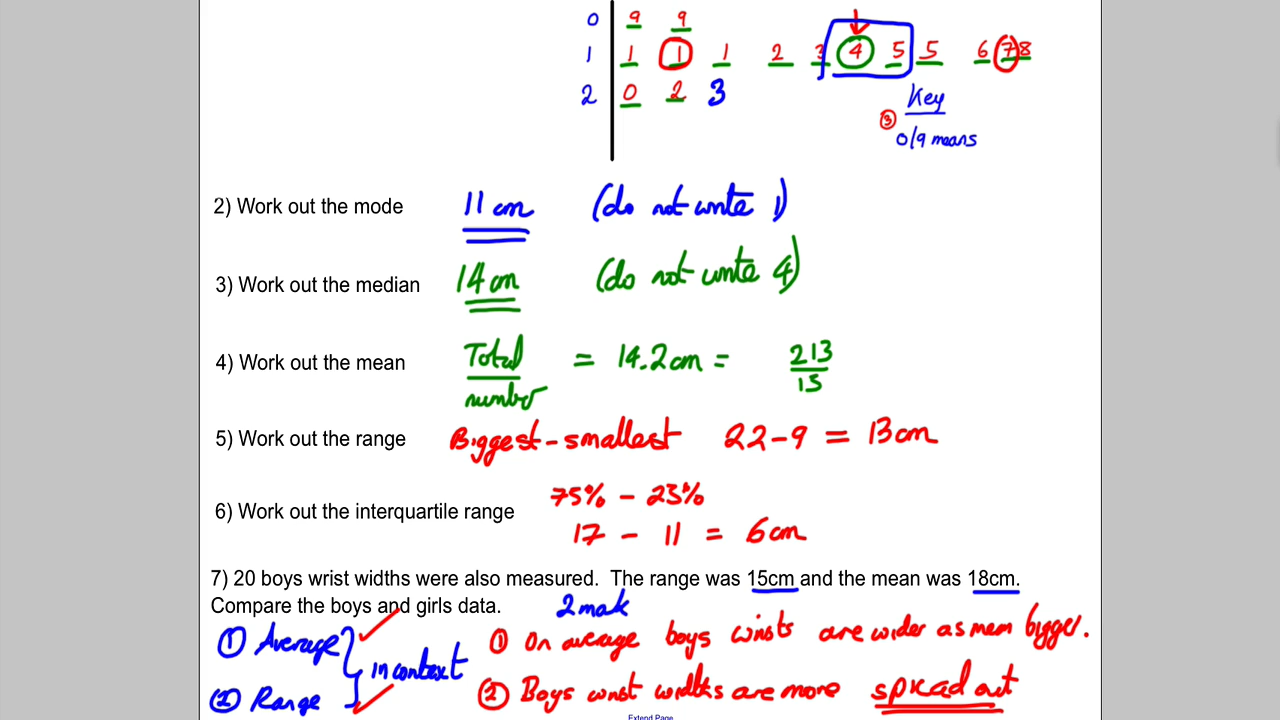 0 9 9
1 1 1 1 2 3 4 5 5 6 7 8
2 0 2 3
Key
③ 0/9 means
2) Work out the mode 11 cm (do not write 1)
3) Work out the median 14 cm (do not write 4)
4) Work out the mean Total / number = 14.2cm = 213 / 15
5) Work out the range Biggest - smallest 22 - 9 = 13cm
75% - 25%
6) Work out the interquartile range
17 - 11 = 6cm
7) 20 boys wrist widths were also measured. The range was 15cm and the mean was 18cm.
Compare the boys and girls data. 2 mark
① Average ① On average boys wrists are wider as mean bigger.
in context
② Range ② Boys wrist widths are more spread out
Extend Page